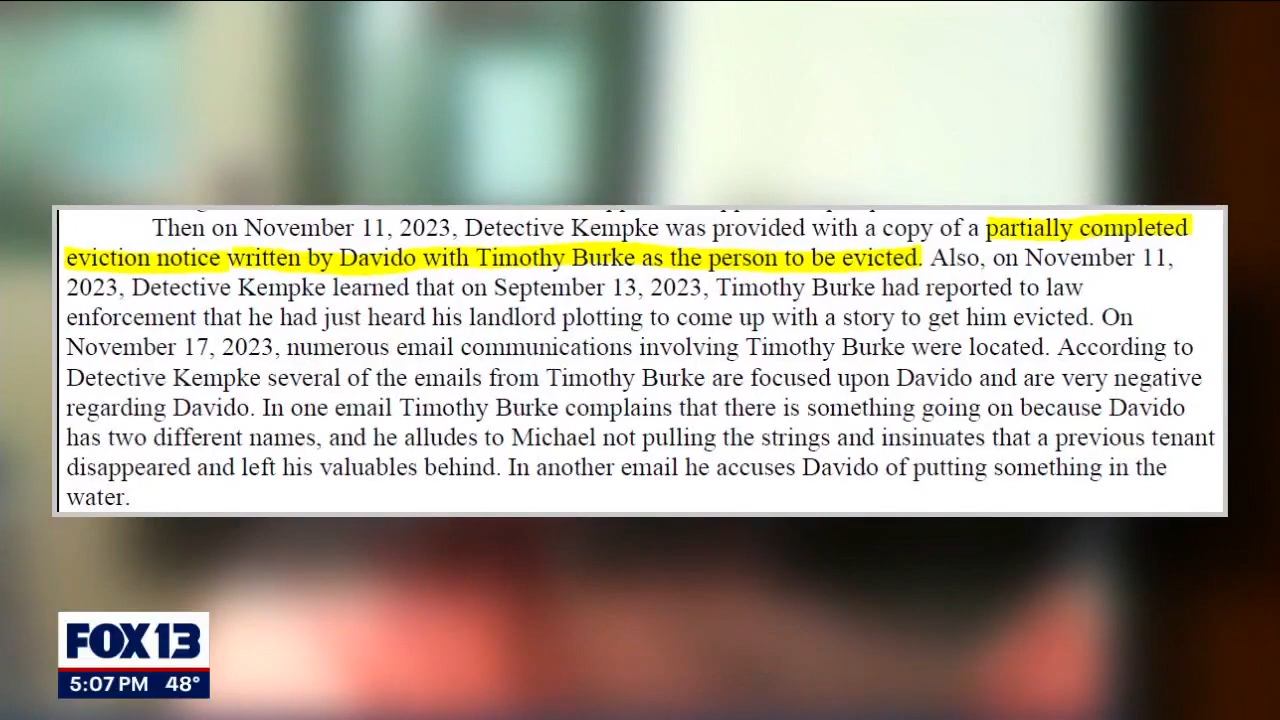 Then on November 11, 2023, Detective Kempke was provided with a copy of a partially completed
eviction notice written by Davido with Timothy Burke as the person to be evicted. Also, on November 11,
2023, Detective Kempke learned that on September 13, 2023, Timothy Burke had reported to law
enforcement that he had just heard his landlord plotting to come up with a story to get him evicted. On
November 17, 2023, numerous email communications involving Timothy Burke were located. According to
Detective Kempke several of the emails from Timothy Burke are focused upon Davido and are very negative
regarding Davido. In one email Timothy Burke complains that there is something going on because Davido
has two different names, and he alludes to Michael not pulling the strings and insinuates that a previous tenant
disappeared and left his valuables behind. In another email he accuses Davido of putting something in the
water.
FOX 13
5:07 PM 48°